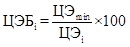 ЦЭБi = ЦЭmin / ЦЭi × 100